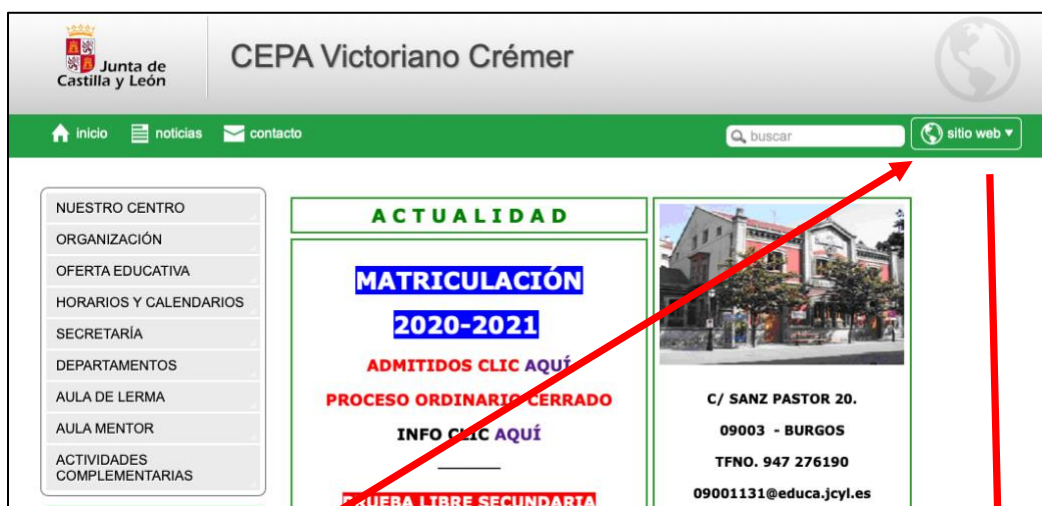 Junta de
Castilla y León
CEPA Victoriano Crémer
inicio
noticias
contacto
buscar
sitio web ▼
NUESTRO CENTRO
ORGANIZACIÓN
OFERTA EDUCATIVA
HORARIOS Y CALENDARIOS
SECRETARÍA
DEPARTAMENTOS
AULA DE LERMA
AULA MENTOR
ACTIVIDADES
COMPLEMENTARIAS
ACTUALIDAD
MATRICULACIÓN
2020-2021
ADMITIDOS CLIC AQUÍ
PROCESO ORDINARIO CERRADO
INFO CLIC AQUÍ
PRUEBA LIBRE SECUNDARIA
C/ SANZ PASTOR 20.
09003 - BURGOS
TFNO. 947 276190
09001131@educa.jcyl.es